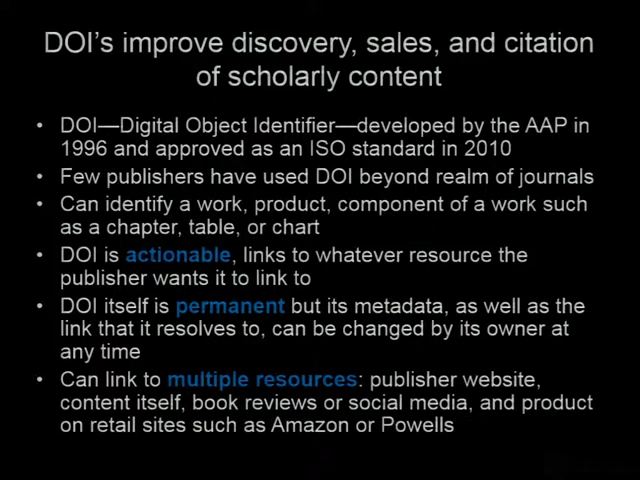 DOI’s improve discovery, sales, and citation
of scholarly content
• DOI—Digital Object Identifier—developed by the AAP in
1996 and approved as an ISO standard in 2010
• Few publishers have used DOI beyond realm of journals
• Can identify a work, product, component of a work such
as a chapter, table, or chart
• DOI is actionable, links to whatever resource the
publisher wants it to link to
• DOI itself is permanent but its metadata, as well as the
link that it resolves to, can be changed by its owner at
any time
• Can link to multiple resources: publisher website,
content itself, book reviews or social media, and product
on retail sites such as Amazon or Powells